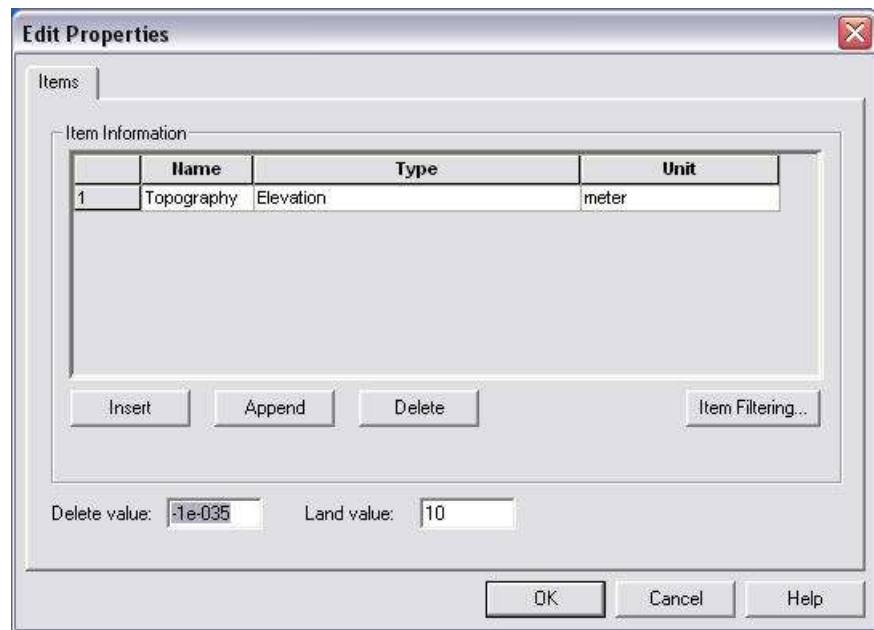 Edit Properties
Items
Item Information
Name Type Unit
1 Topography Elevation meter
Insert Append Delete Item Filtering...
Delete value: -1e-035 Land value: 10
OK Cancel Help